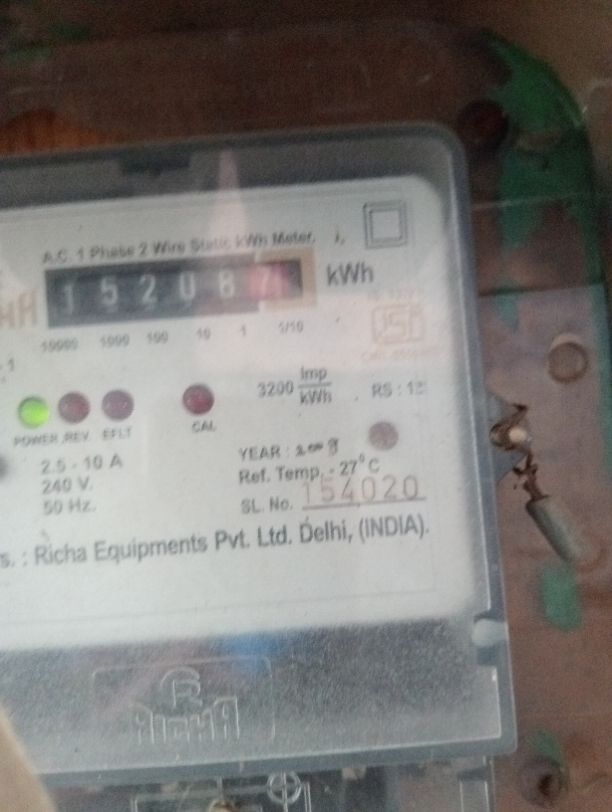 A.C. 1 Phase 2 Wire Static kWh Meter.
1 5 2 0 8 7 kWh
10000 1000 100 10 1 1/10
3200 Imp/kWh
POWER REV. EFLT CAL
2.5 - 10 A
240 V.
50 Hz.
YEAR :
Ref. Temp. - 27°C
SL. No. 154020
: Richa Equipments Pvt. Ltd. Delhi, (INDIA).
RICHA